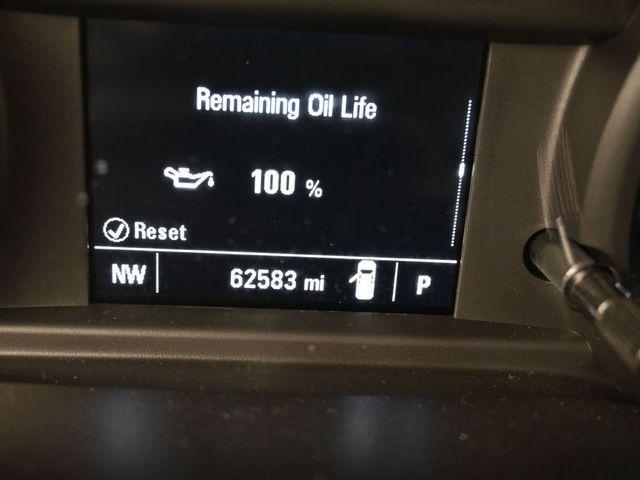 Remaining Oil Life
100 %
Reset
NW 62583 mi P